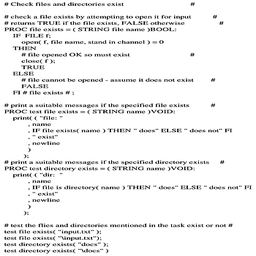 # Check files and directories exist #
# check a file exists by attempting to open it for input #
# returns TRUE if the file exists, FALSE otherwise #
PROC file exists = ( STRING file name )BOOL:
IF FILE f;
open( f, file name, stand in channel ) = 0
THEN
# file opened OK so must exist #
close( f );
TRUE
ELSE
# file cannot be opened - assume it does not exist #
FALSE
FI # file exists # ;
# print a suitable messages if the specified file exists #
PROC test file exists = ( STRING name )VOID:
print( ( "file: "
, name
, IF file exists( name ) THEN " does" ELSE " does not" FI
, " exist"
, newline
)
);
# print a suitable messages if the specified directory exists #
PROC test directory exists = ( STRING name )VOID:
print( ( "dir: "
, name
, IF file is directory( name ) THEN " does" ELSE " does not" FI
, " exist"
, newline
)
);
# test the flies and directories mentioned in the task exist or not #
test file exists( "input.txt" );
test file exists( "\input.txt");
test directory exists( "docs" );
test directory exists( "\docs" )